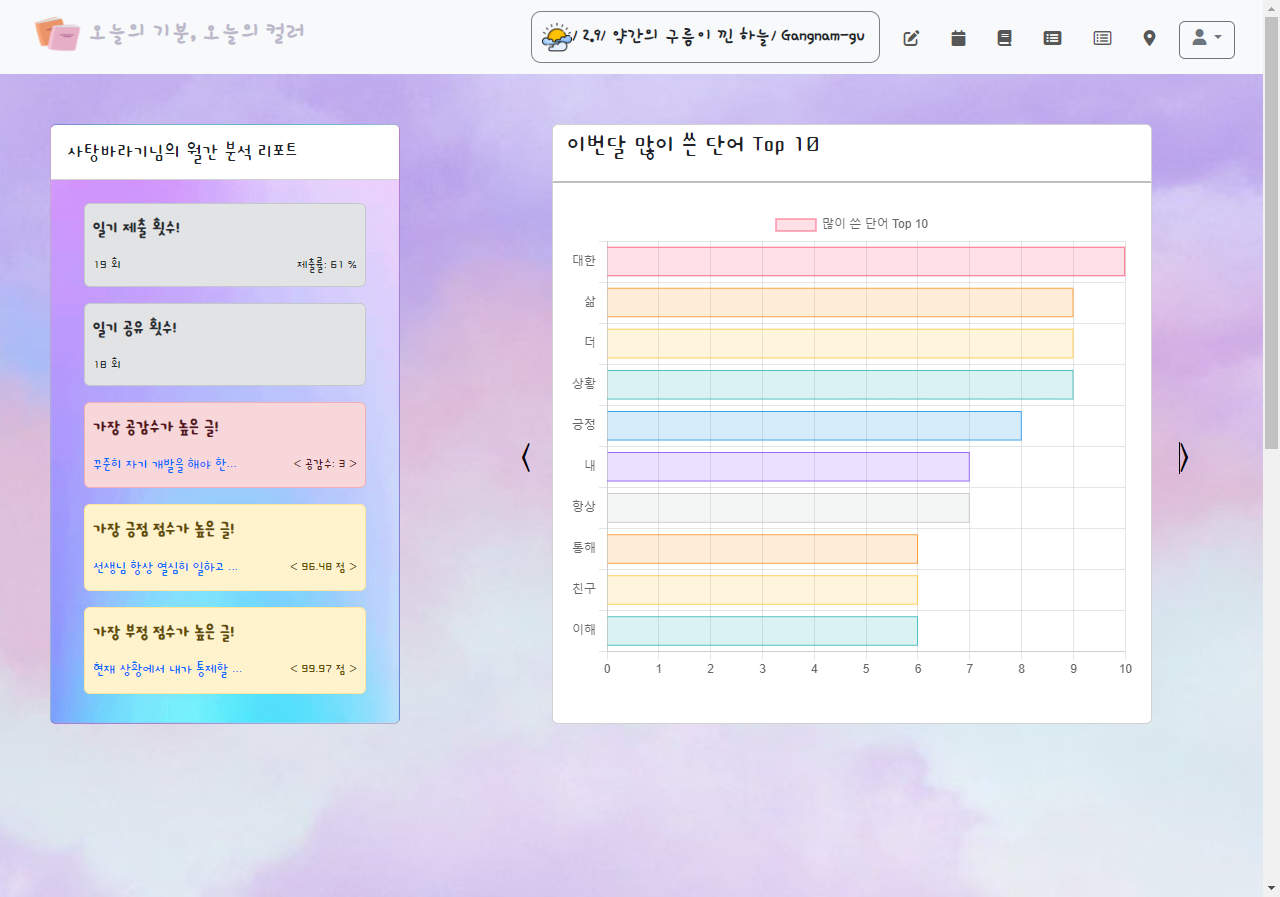 오늘의 기분, 오늘의 컬러
/ 2.9/ 약간의 구름이 낀 하늘/ Gangnam-gu
사탕바라기님의 월간 분석 리포트
일기 제출 횟수!
19 회 제출률: 61 %
일기 공유 횟수!
18 회
가장 공감수가 높은 글!
꾸준히 자기 개발을 해야 한... < 공감수: 3 >
가장 긍정 점수가 높은 글!
선생님 항상 열심히 일하고 ... < 96.48 점 >
가장 부정 점수가 높은 글!
현재 상황에서 내가 통제할 ... < 99.97 점 >
이번달 많이 쓴 단어 Top 10
많이 쓴 단어 Top 10
대한
삶
더
상황
긍정
내
항상
통해
친구
이해
0 1 2 3 4 5 6 7 8 9 10